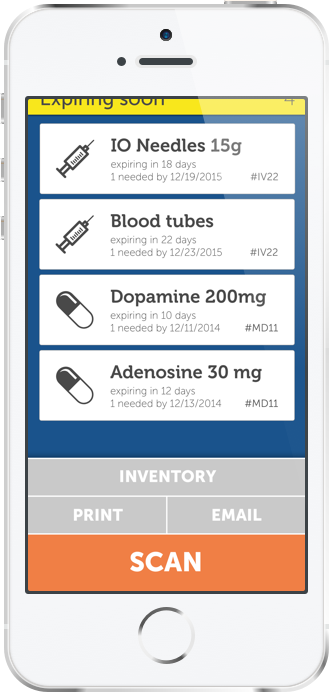 Expiring soon 4
IO Needles 15g
expiring in 18 days
1 needed by 12/19/2015 #IV22
Blood tubes
expiring in 22 days
1 needed by 12/23/2015 #IV22
Dopamine 200mg
expiring in 10 days
1 needed by 12/11/2014 #MD11
Adenosine 30 mg
expiring in 12 days
1 needed by 12/13/2014 #MD11
INVENTORY
PRINT EMAIL
SCAN